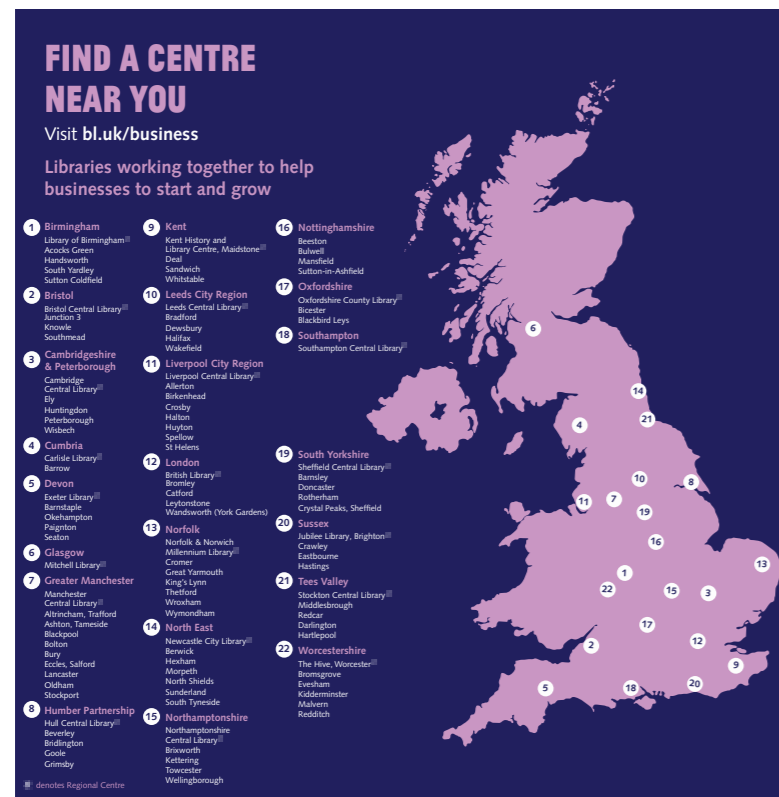 FIND A CENTRE
NEAR YOU
Visit bl.uk/business
Libraries working together to help
businesses to start and grow
1 Birmingham
Library of Birmingham
Acocks Green
Handsworth
South Yardley
Sutton Coldfield
2 Bristol
Bristol Central Library
Junction 3
Knowle
Southmead
3 Cambridgeshire
& Peterborough
Cambridge
Central Library
Ely
Huntingdon
Peterborough
Wisbech
4 Cumbria
Carlisle Library
Barrow
5 Devon
Exeter Library
Barnstaple
Okehampton
Paignton
Seaton
6 Glasgow
Mitchell Library
7 Greater Manchester
Manchester
Central Library
Altrincham, Trafford
Ashton, Tameside
Blackpool
Bolton
Bury
Eccles, Salford
Lancaster
Oldham
Stockport
8 Humber Partnership
Hull Central Library
Beverley
Bridlington
Goole
Grimsby
denotes Regional Centre
9 Kent
Kent History and
Library Centre, Maidstone
Deal
Sandwich
Whitstable
10 Leeds City Region
Leeds Central Library
Bradford
Dewsbury
Halifax
Wakefield
11 Liverpool City Region
Liverpool Central Library
Allerton
Birkenhead
Crosby
Halton
Huyton
Spellow
St Helens
12 London
British Library
Bromley
Catford
Leytonstone
Wandsworth (York Gardens)
13 Norfolk
Norfolk & Norwich
Millennium Library
Cromer
Great Yarmouth
King's Lynn
Thetford
Wroxham
Wymondham
14 North East
Newcastle City Library
Berwick
Hexham
Morpeth
North Shields
Sunderland
South Tyneside
15 Northamptonshire
Northamptonshire
Central Library
Brixworth
Kettering
Towcester
Wellingborough
16 Nottinghamshire
Beeston
Bulwell
Mansfield
Sutton-in-Ashfield
17 Oxfordshire
Oxfordshire County Library
Bicester
Blackbird Leys
18 Southampton
Southampton Central Library
19 South Yorkshire
Sheffield Central Library
Barnsley
Doncaster
Rotherham
Crystal Peaks, Sheffield
20 Sussex
Jubilee Library, Brighton
Crawley
Eastbourne
Hastings
21 Tees Valley
Stockton Central Library
Middlesbrough
Redcar
Darlington
Hartlepool
22 Worcestershire
The Hive, Worcester
Bromsgrove
Evesham
Kidderminster
Malvern
Redditch
6
14
21
4
10
8
11
7
19
16
13
1
22
15
3
17
12
2
9
5
18
20